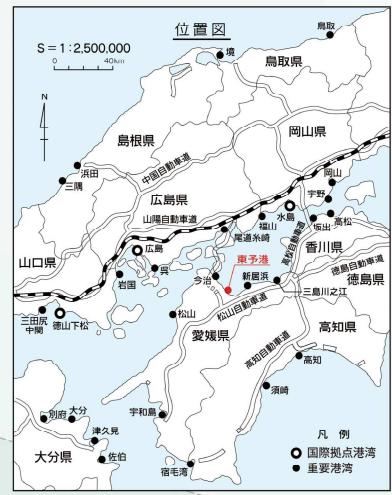 位置図
S＝1：2,500,000
0 40km
N
鳥取
境
鳥取県
島根県
岡山県
中国自動車道
浜田
三隅
広島県
岡山
山陽自動車道
福山
水島
宇野
尾道糸崎
坂出
高松
高松自動車道
香川県
山口県
広島
呉
岩国
徳島自動車道
徳島県
今治
東予港
新居浜
三島川之江
松山自動車道
三田尻
中関
徳山下松
松山
愛媛県
高知県
高知自動車道
高知
須崎
別府
大分
宇和島
津久見
佐伯
大分県
宿毛湾
凡例
国際拠点港湾
重要港湾